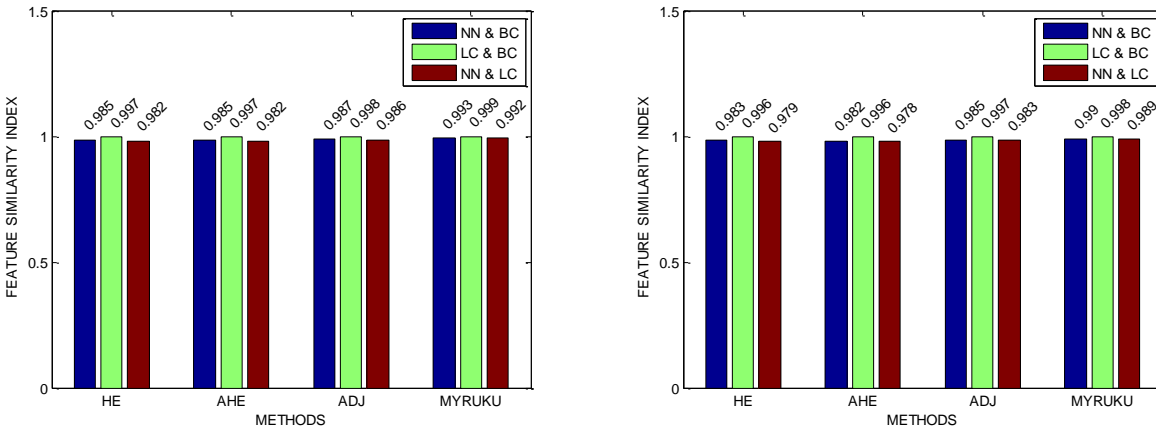 1.5
1
0.5
0
FEATURE SIMILARITY INDEX
NN & BC
LC & BC
NN & LC
0.985
0.997
0.982
0.985
0.997
0.982
0.987
0.998
0.986
0.993
0.999
0.992
HE
AHE
ADJ
MYRUKU
METHODS
1.5
1
0.5
0
FEATURE SIMILARITY INDEX
NN & BC
LC & BC
NN & LC
0.983
0.996
0.979
0.982
0.996
0.978
0.985
0.997
0.983
0.99
0.998
0.989
HE
AHE
ADJ
MYRUKU
METHODS